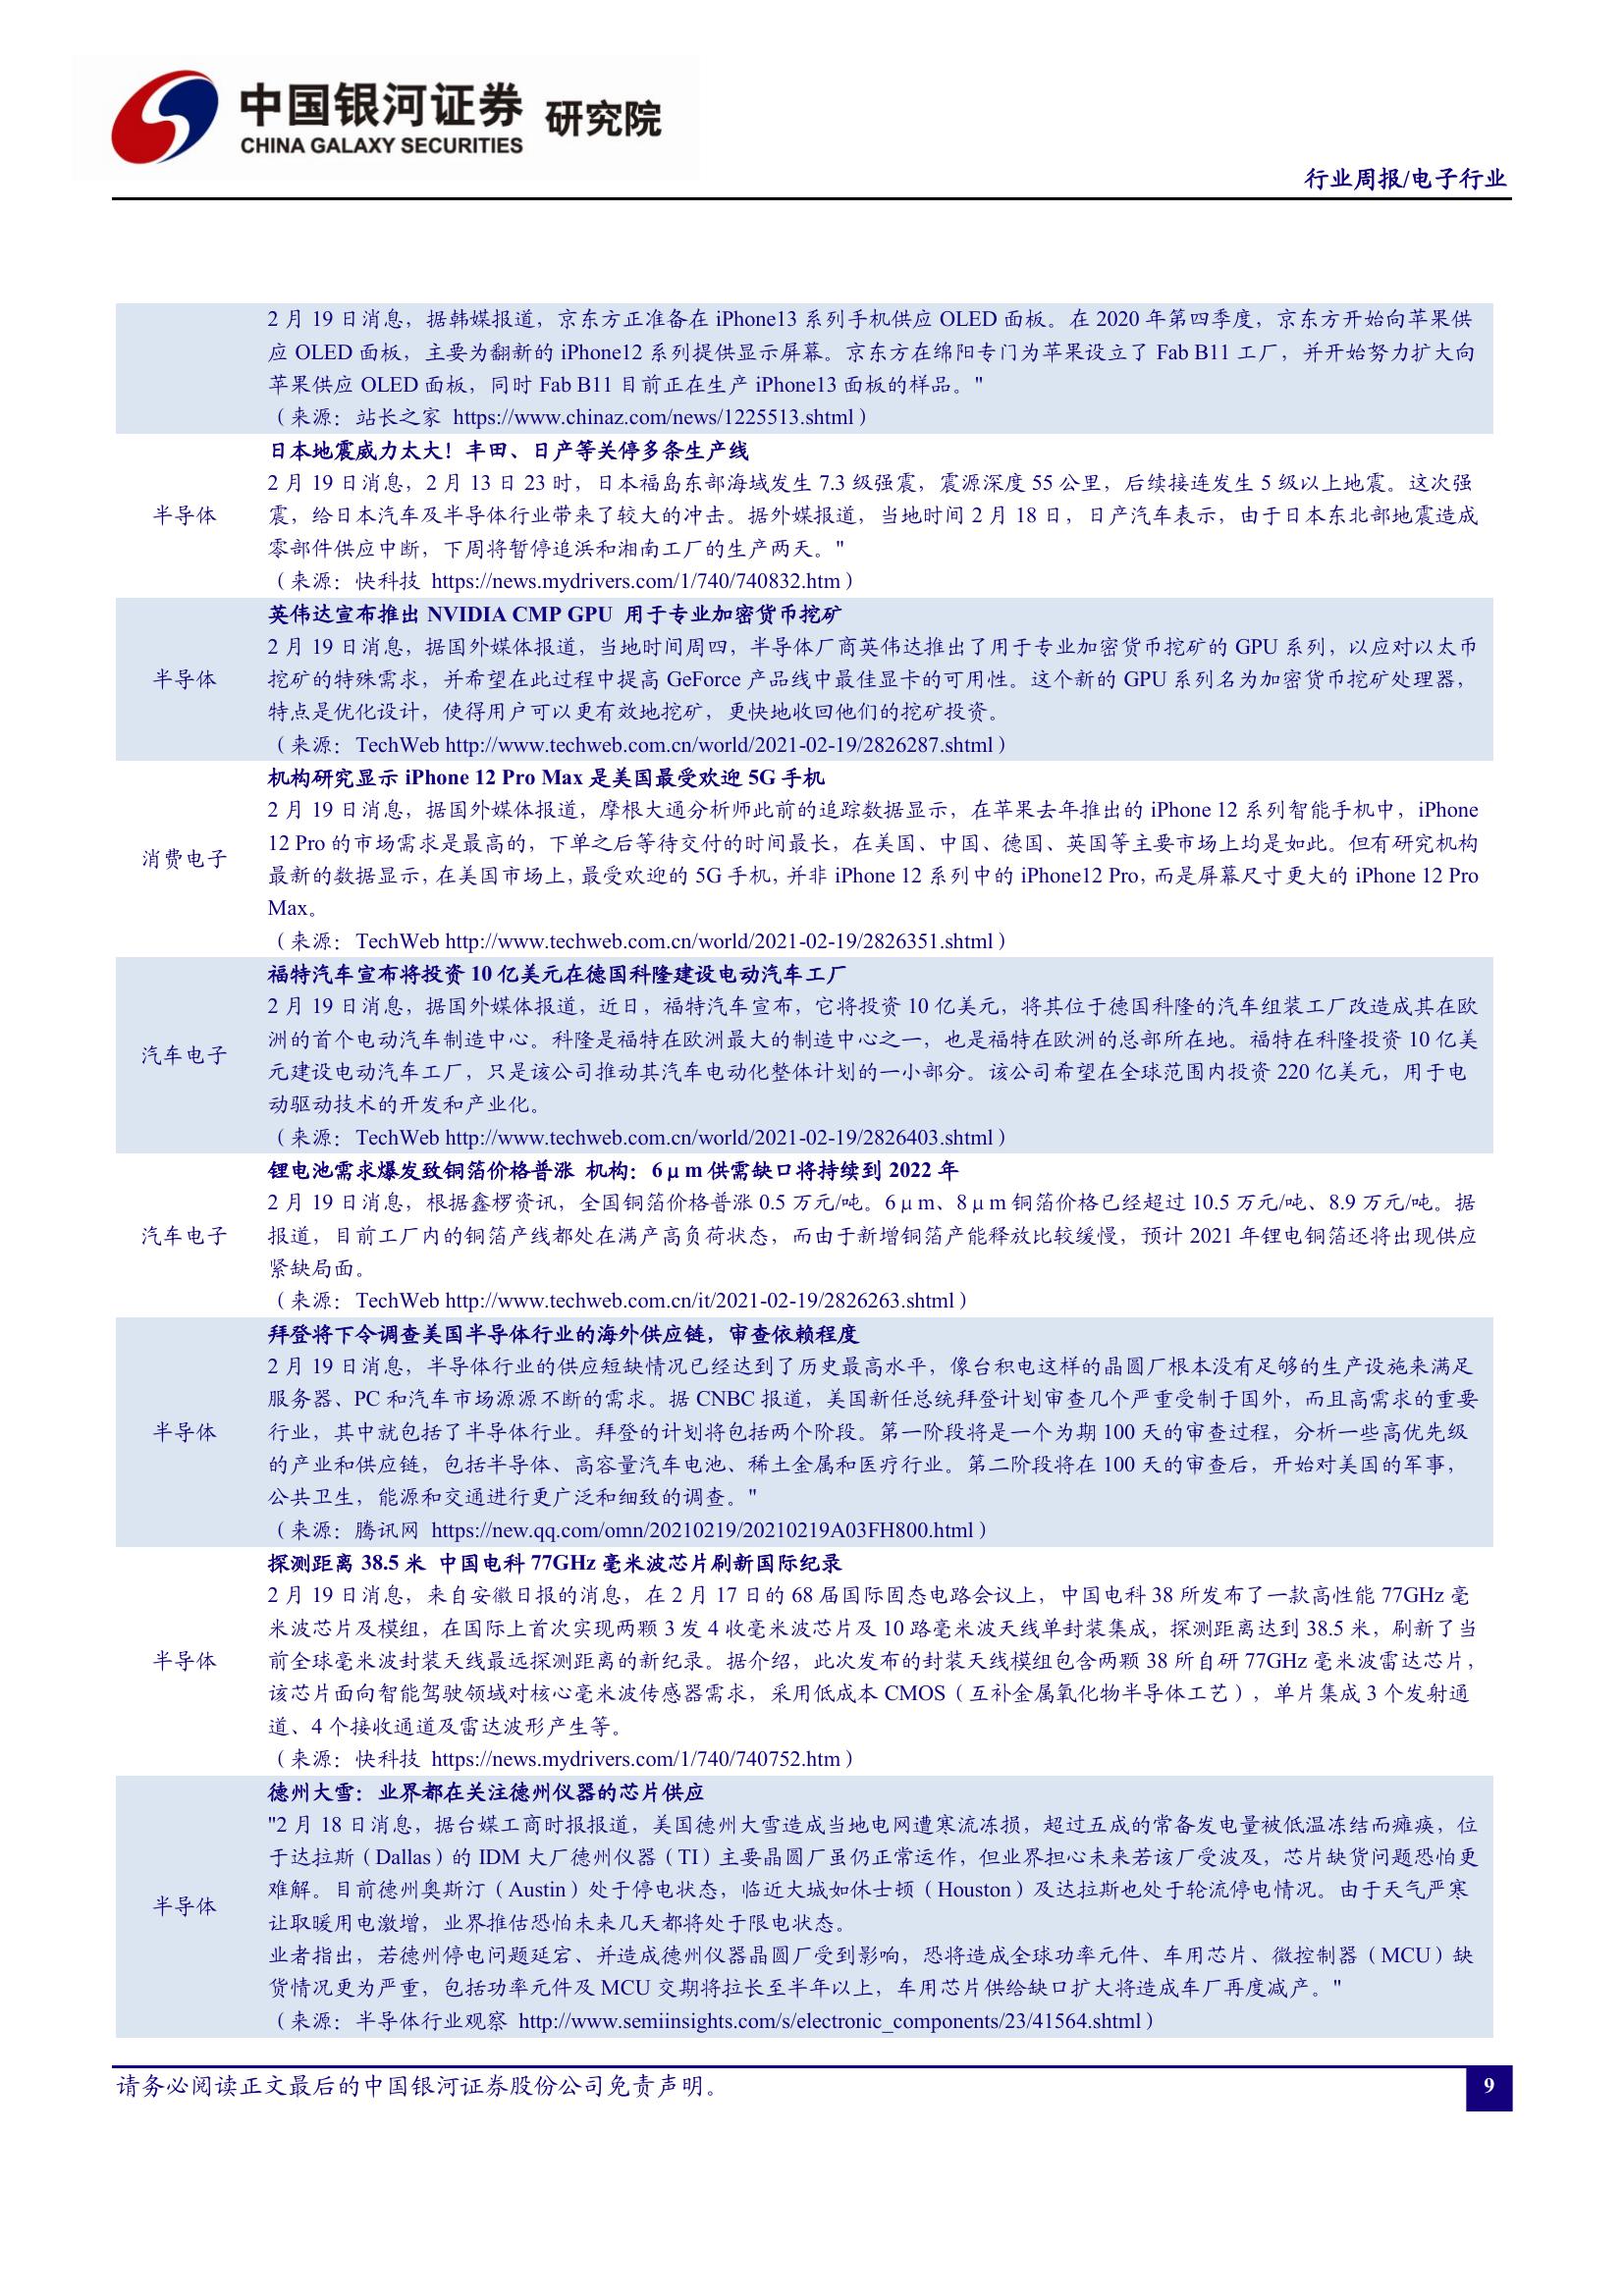 中国银河证券 研究院
CHINA GALAXY SECURITIES
行业周报/电子行业
2 月 19 日消息，据韩媒报道，京东方正准备在 iPhone13 系列手机供应 OLED 面板。在 2020 年第四季度，京东方开始向苹果供
应 OLED 面板，主要为翻新的 iPhone12 系列提供显示屏幕。京东方在绵阳专门为苹果设立了 Fab B11 工厂，并开始努力扩大向
苹果供应 OLED 面板，同时 Fab B11 目前正在生产 iPhone13 面板的样品。"
（来源：站长之家 https://www.chinaz.com/news/1225513.shtml）
日本地震威力太大！丰田、日产等关停多条生产线
2 月 19 日消息，2 月 13 日 23 时，日本福岛东部海域发生 7.3 级强震，震源深度 55 公里，后续接连发生 5 级以上地震。这次强
半导体
震，给日本汽车及半导体行业带来了较大的冲击。据外媒报道，当地时间 2 月 18 日，日产汽车表示，由于日本东北部地震造成
零部件供应中断，下周将暂停追浜和湘南工厂的生产两天。"
（来源：快科技 https://news.mydrivers.com/1/740/740832.htm）
英伟达宣布推出 NVIDIA CMP GPU 用于专业加密货币挖矿
2 月 19 日消息，据国外媒体报道，当地时间周四，半导体厂商英伟达推出了用于专业加密货币挖矿的 GPU 系列，以应对以太币
半导体
挖矿的特殊需求，并希望在此过程中提高 GeForce 产品线中最佳显卡的可用性。这个新的 GPU 系列名为加密货币挖矿处理器，
特点是优化设计，使得用户可以更有效地挖矿，更快地收回他们的挖矿投资。
（来源：TechWeb http://www.techweb.com.cn/world/2021-02-19/2826287.shtml）
机构研究显示 iPhone 12 Pro Max 是美国最受欢迎 5G 手机
2 月 19 日消息，据国外媒体报道，摩根大通分析师此前的追踪数据显示，在苹果去年推出的 iPhone 12 系列智能手机中，iPhone
12 Pro 的市场需求是最高的，下单之后等待交付的时间最长，在美国、中国、德国、英国等主要市场上均是如此。但有研究机构
消费电子
最新的数据显示，在美国市场上，最受欢迎的 5G 手机，并非 iPhone 12 系列中的 iPhone12 Pro，而是屏幕尺寸更大的 iPhone 12 Pro
Max。
（来源：TechWeb http://www.techweb.com.cn/world/2021-02-19/2826351.shtml）
福特汽车宣布将投资 10 亿美元在德国科隆建设电动汽车工厂
2 月 19 日消息，据国外媒体报道，近日，福特汽车宣布，它将投资 10 亿美元，将其位于德国科隆的汽车组装工厂改造成其在欧
洲的首个电动汽车制造中心。科隆是福特在欧洲最大的制造中心之一，也是福特在欧洲的总部所在地。福特在科隆投资 10 亿美
汽车电子
元建设电动汽车工厂，只是该公司推动其汽车电动化整体计划的一小部分。该公司希望在全球范围内投资 220 亿美元，用于电
动驱动技术的开发和产业化。
（来源：TechWeb http://www.techweb.com.cn/world/2021-02-19/2826403.shtml）
锂电池需求爆发致铜箔价格普涨 机构：6μm 供需缺口将持续到 2022 年
2 月 19 日消息，根据鑫椤资讯，全国铜箔价格普涨 0.5 万元/吨。6μm、8μm 铜箔价格已经超过 10.5 万元/吨、8.9 万元/吨。据
汽车电子
报道，目前工厂内的铜箔产线都处在满产高负荷状态，而由于新增铜箔产能释放比较缓慢，预计 2021 年锂电铜箔还将出现供应
紧缺局面。
（来源：TechWeb http://www.techweb.com.cn/it/2021-02-19/2826263.shtml）
拜登将下令调查美国半导体行业的海外供应链，审查依赖程度
2 月 19 日消息，半导体行业的供应短缺情况已经达到了历史最高水平，像台积电这样的晶圆厂根本没有足够的生产设施来满足
服务器、PC 和汽车市场源源不断的需求。据 CNBC 报道，美国新任总统拜登计划审查几个严重受制于国外，而且高需求的重要
半导体
行业，其中就包括了半导体行业。拜登的计划将包括两个阶段。第一阶段将是一个为期 100 天的审查过程，分析一些高优先级
的产业和供应链，包括半导体、高容量汽车电池、稀土金属和医疗行业。第二阶段将在 100 天的审查后，开始对美国的军事，
公共卫生，能源和交通进行更广泛和细致的调查。"
（来源：腾讯网 https://new.qq.com/omn/20210219/20210219A03FH800.html）
探测距离 38.5 米 中国电科 77GHz 毫米波芯片刷新国际纪录
2 月 19 日消息，来自安徽日报的消息，在 2 月 17 日的 68 届国际固态电路会议上，中国电科 38 所发布了一款高性能 77GHz 毫
米波芯片及模组，在国际上首次实现两颗 3 发 4 收毫米波芯片及 10 路毫米波天线单封装集成，探测距离达到 38.5 米，刷新了当
半导体
前全球毫米波封装天线最远探测距离的新纪录。据介绍，此次发布的封装天线模组包含两颗 38 所自研 77GHz 毫米波雷达芯片，
该芯片面向智能驾驶领域对核心毫米波传感器需求，采用低成本 CMOS（互补金属氧化物半导体工艺），单片集成 3 个发射通
道、4 个接收通道及雷达波形产生等。
（来源：快科技 https://news.mydrivers.com/1/740/740752.htm）
德州大雪：业界都在关注德州仪器的芯片供应
"2 月 18 日消息，据台媒工商时报报道，美国德州大雪造成当地电网遭寒流冻损，超过五成的常备发电量被低温冻结而瘫痪，位
于达拉斯（Dallas）的 IDM 大厂德州仪器（TI）主要晶圆厂虽仍正常运作，但业界担心未来若该厂受波及，芯片缺货问题恐怕更
难解。目前德州奥斯汀（Austin）处于停电状态，临近大城如休士顿（Houston）及达拉斯也处于轮流停电情况。由于天气严寒
半导体
让取暖用电激增，业界推估恐怕未来几天都将处于限电状态。
业者指出，若德州停电问题延宕、并造成德州仪器晶圆厂受到影响，恐将造成全球功率元件、车用芯片、微控制器（MCU）缺
货情况更为严重，包括功率元件及 MCU 交期将拉长至半年以上，车用芯片供给缺口扩大将造成车厂再度减产。"
（来源：半导体行业观察 http://www.semiinsights.com/s/electronic_components/23/41564.shtml）
请务必阅读正文最后的中国银河证券股份公司免责声明。
9